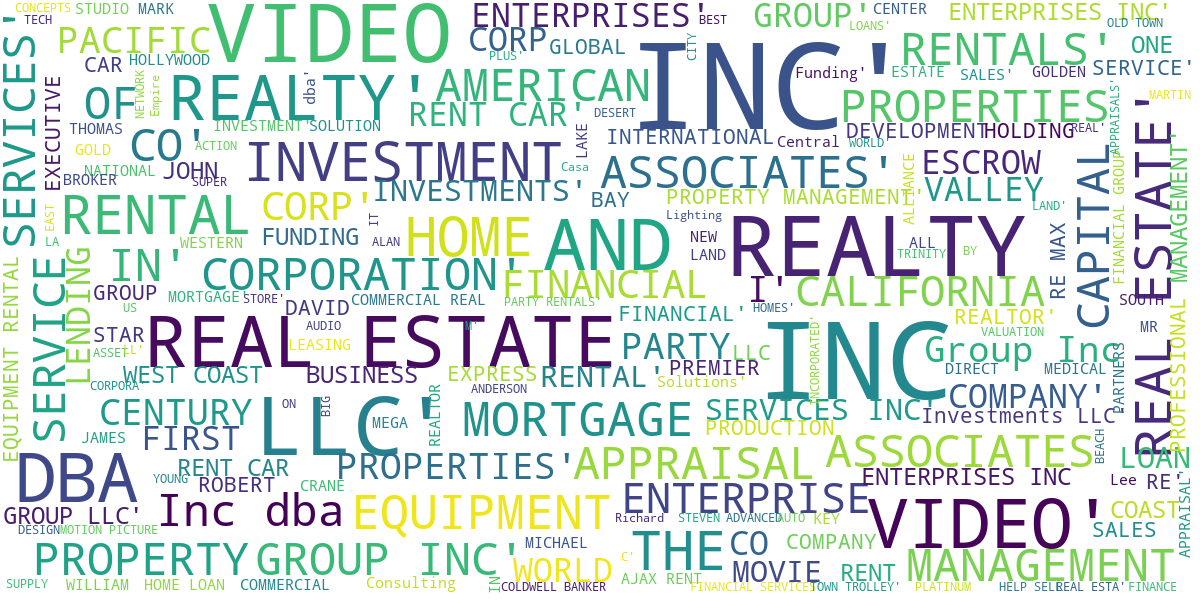 CONCEPTS
STUDIO MARK
TECH
PACIFIC
VIDEO
ENTERPRISES'
CORP
GLOBAL
PLUS'
BEST
CITY
GROUP'
CENTER
LOANS'
ENTERPRISES INC'
OLD TOWN
RENTALS'
ONE
SERVICE'
CAR
HOLLYWOOD
REALTY'
AMERICAN
INC'
Funding'
ESTATE
SALES'
GOLDEN
SERVICES'
EXECUTIVE
OF
NETWORK
Empire
dba'
RENT CAR'
DESERT
PROPERTIES
MARTIN
APPRAISALS'
THOMAS
CO'
INVESTMENT'
SOLUTION
ACTION
INTERNATIONAL
Central
WORLD'
DEVELOPMENT
HOLDING
REAL'
GOLD
NATIONAL
JOHN
INVESTMENT
LAKE
Casa
ASSOCIATES'
ALLIANCE
ESCROW
CAPITAL
FINANCIAL GROUP
REAL ESTATE'
MANAGEMENT'
BROKER
SOPER
INVESTMENTS'
BAY
PROPERTY MANAGEMENT'
VALLEY
LAND'
EAST
RENTAL
CORP'
IT
Lighting
LA
WESTERN
FUNDING
ALAN
HOME
AND
NEW
LAND
REALTY
ALL
TRINITY
BY
RE MAX
SERVICE
LENDING
IN'
CORPORATION'
FINANCIAL
I'
CALIFORNIA
SOUTH
EQUIPMENT RENTAL
GROUP
US
MORTGAGE
STORE'
DAVID
COMMERCIAL REAL
PARTY RENTALS'
FINANCIAL'
HOMES'
REALTOR'
MR
PROFESSIONAL
STAR
REAL ESTATE
AUDIO
M'
INC
VALUATION
ASSET
LL'
LEASING
PARTY
LLC
Group Inc
WEST COAST
BUSINESS
EXPRESS
RENTAL'
PREMIER
INCORPORATED'
DIRECT
MEDICAL
PARTNERS
CORPORA'
ANDERSON
Solutions'
COMPANY'
CENTURY
ON
BIG
LLC'
MEGA
REALTOR
MORTGAGE
SERVICES INC'
Investments LLC'
JAMES
FIRST
PRODUCTION
BEACH
DBA
YOUNG
RENT CAR
PROPERTIES'
APPRAISAL
ASSOCIATES
LOAN
ROBERT
CRANE
ENTERPRISES INC
Lee
RE'
APPRAISAL
GROUP LLC'
Inc dba
EQUIPMENT
ENTERPRISE
VIDEO'
COAST
DESIGN
MOTION PICTURE
Richard
STEVEN
ADVANCED
AUTO
KEY
SALES
MICHAEL
C'
THE
CO
COMPANY
PROPERTY
GROUP INC'
WORLD
MOVIE
RENT
MANAGEMENT
SUPPLY
WILLIAM
HOME LOAN
COMMERCIAL
Consulting
IN
COLDWELL BANKER
AJAX RENT
FINANCIAL SERVICES'
TOWN TROLLEY'
PLATINUM
HELP SELL
REAL ESTA'
FINANCE